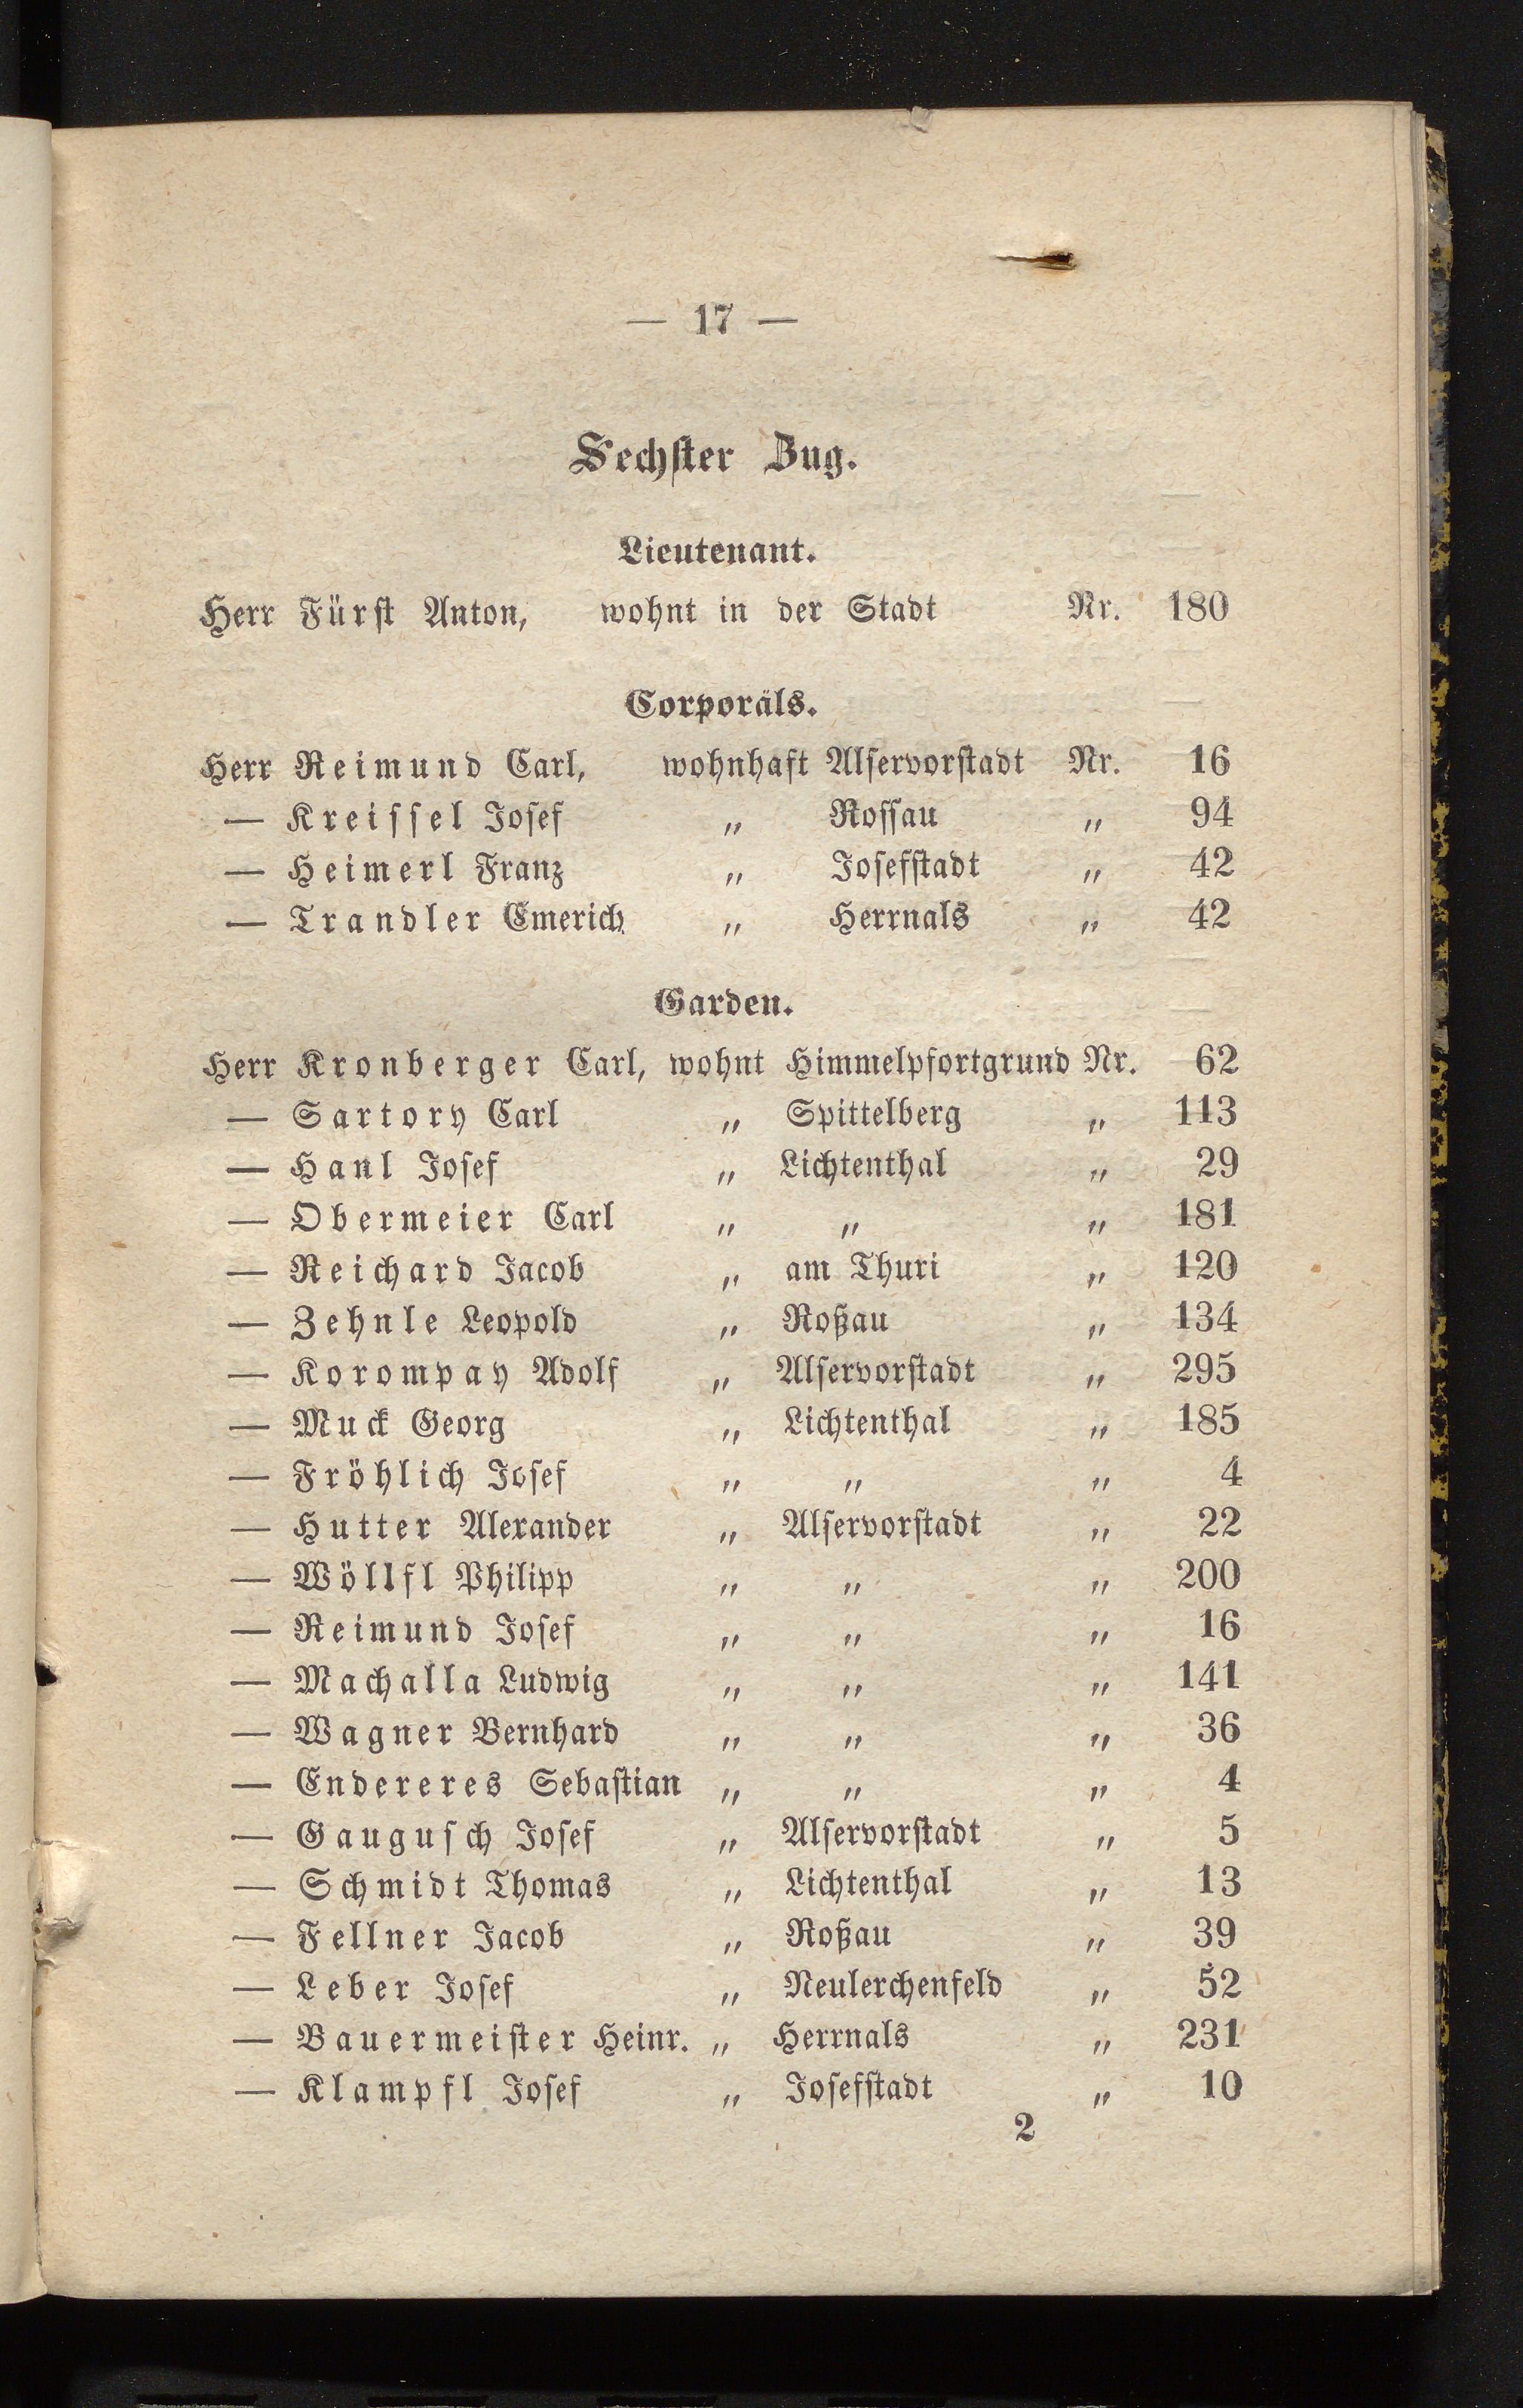 — 17 —
Sechster Zug.
Lieutenant.
Herr Fürst Anton, wohnt in der Stadt Nr. 180
Corporäls.
Herr Reimund Carl, wohnhaft Alservorstadt Nr. 16
— Kreissel Josef „ Rossau „ 94
— Heimerl Franz „ Josefstadt „ 42
— Trandler Emerich „ Herrnals „ 42
Garden.
Herr Kronberger Carl, wohnt Himmelpfortgrund Nr. 62
— Sartory Carl „ Spittelberg „ 113
— Hanl Josef „ Lichtenthal „ 29
— Obermeier Carl „ „ „ 181
— Reichard Jacob „ am Thuri „ 120
— Zehnle Leopold „ Roßau „ 134
— Korompay Adolf „ Alservorstadt „ 295
— Muck Georg „ Lichtenthal „ 185
— Fröhlich Josef „ „ „ 4
— Hutter Alexander „ Alservorstadt „ 22
— Wöllfl Philipp „ „ „ 200
— Reimund Josef „ „ „ 16
— Machalla Ludwig „ „ „ 141
— Wagner Bernhard „ „ „ 36
— Endereres Sebastian „ „ „ 4
— Gaugusch Josef „ Alservorstadt „ 5
— Schmidt Thomas „ Lichtenthal „ 13
— Fellner Jacob „ Roßau „ 39
— Leber Josef „ Neulerchenfeld „ 52
— Bauermeister Heinr. „ Herrnals „ 231
— Klampfl Josef „ Josefstadt „ 10
2